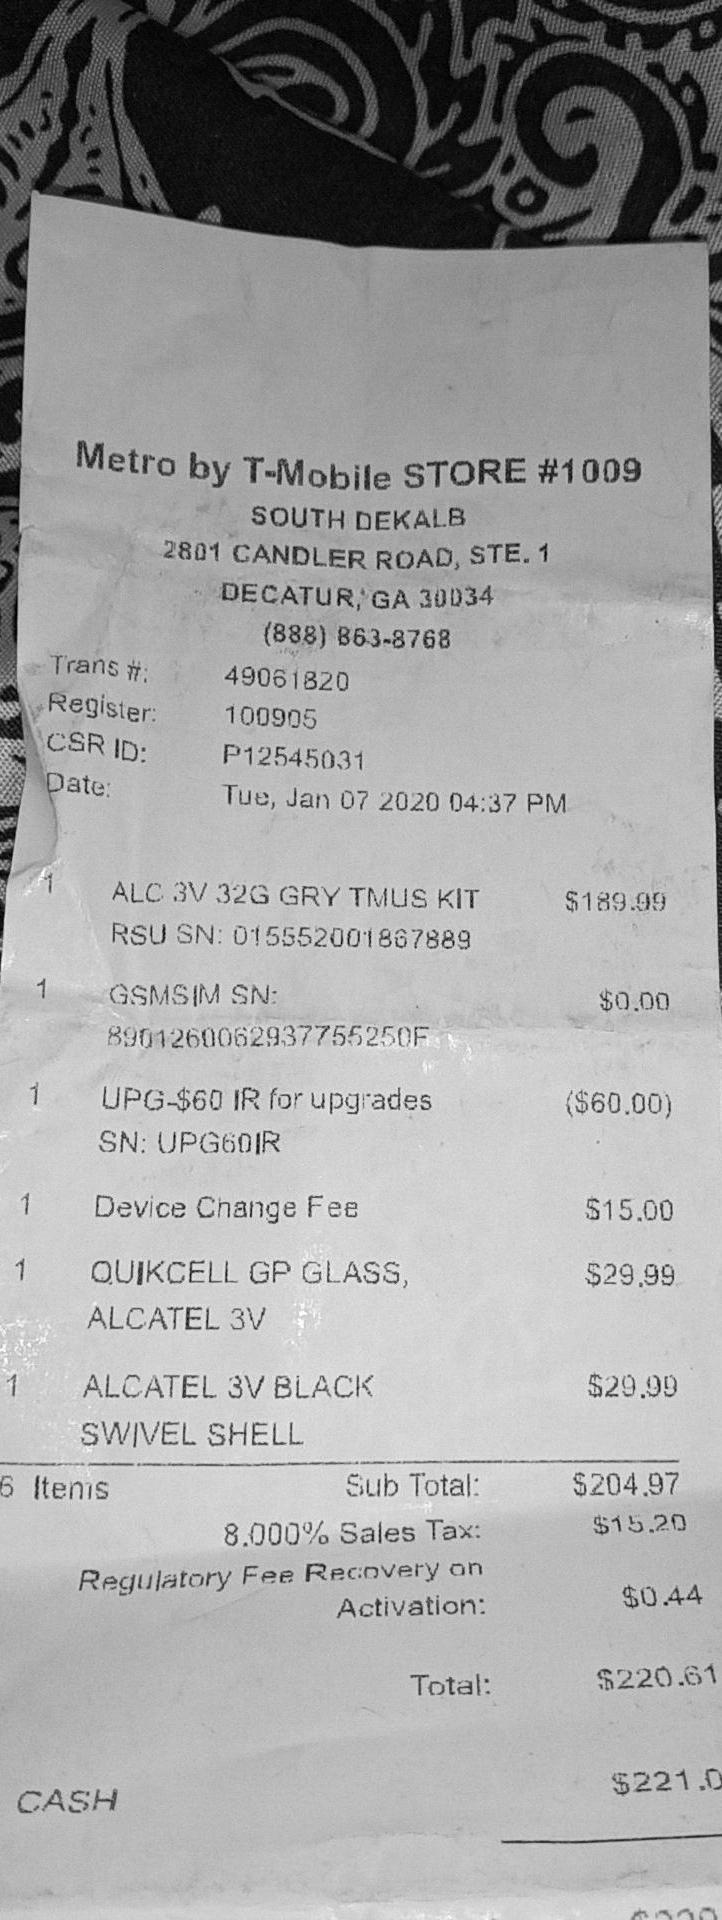 Metro by T-Mobile STORE #1009
SOUTH DEKALB
2801 CANDLER ROAD, STE. 1
DECATUR, GA 30034
(888) 863-8768
Trans #: 49061820
Register: 100905
CSR ID: P12545031
Date: Tue, Jan 07 2020 04:37 PM
1 ALC 3V 32G GRY TMUS KIT $189.99
RSU SN: 015552001867889
1 GSMSIM SN: $0.00
8901260062937755250F
1 UPG-$60 IR for upgrades ($60.00)
SN: UPG60IR
1 Device Change Fee $15.00
1 QUIKCELL GP GLASS, $29.99
ALCATEL 3V
1 ALCATEL 3V BLACK $29.99
SWIVEL SHELL
6 Items Sub Total: $204.97
8.000% Sales Tax: $15.20
Regulatory Fee Recovery on
Activation: $0.44
Total: $220.61
CASH $221.0